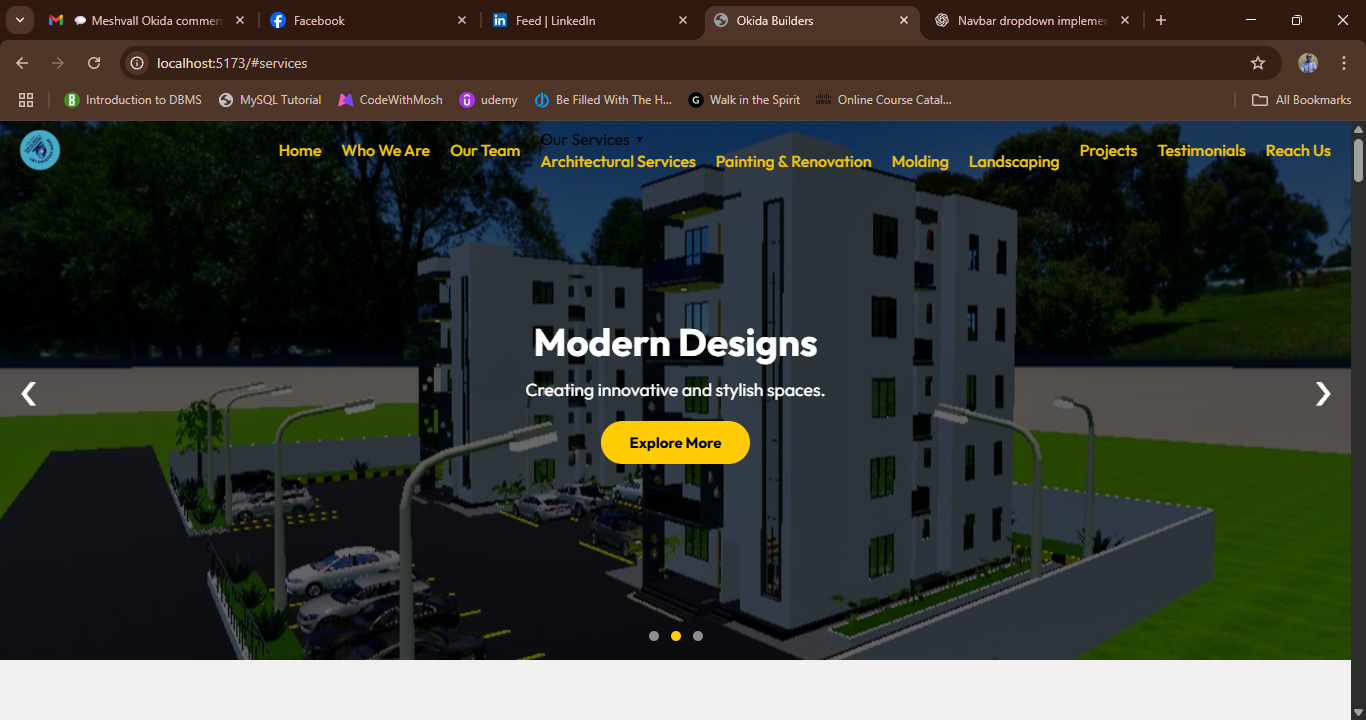 Meshvall Okida commen
Facebook
Feed | LinkedIn
Okida Builders
Navbar dropdown implemen
localhost:5173/#services
Introduction to DBMS
MySQL Tutorial
CodeWithMosh
udemy
Be Filled With The H...
Walk in the Spirit
Online Course Catal...
All Bookmarks
Home
Who We Are
Our Team
Our Services ▼
Architectural Services
Painting & Renovation
Molding
Landscaping
Projects
Testimonials
Reach Us
Modern Designs
Creating innovative and stylish spaces.
Explore More